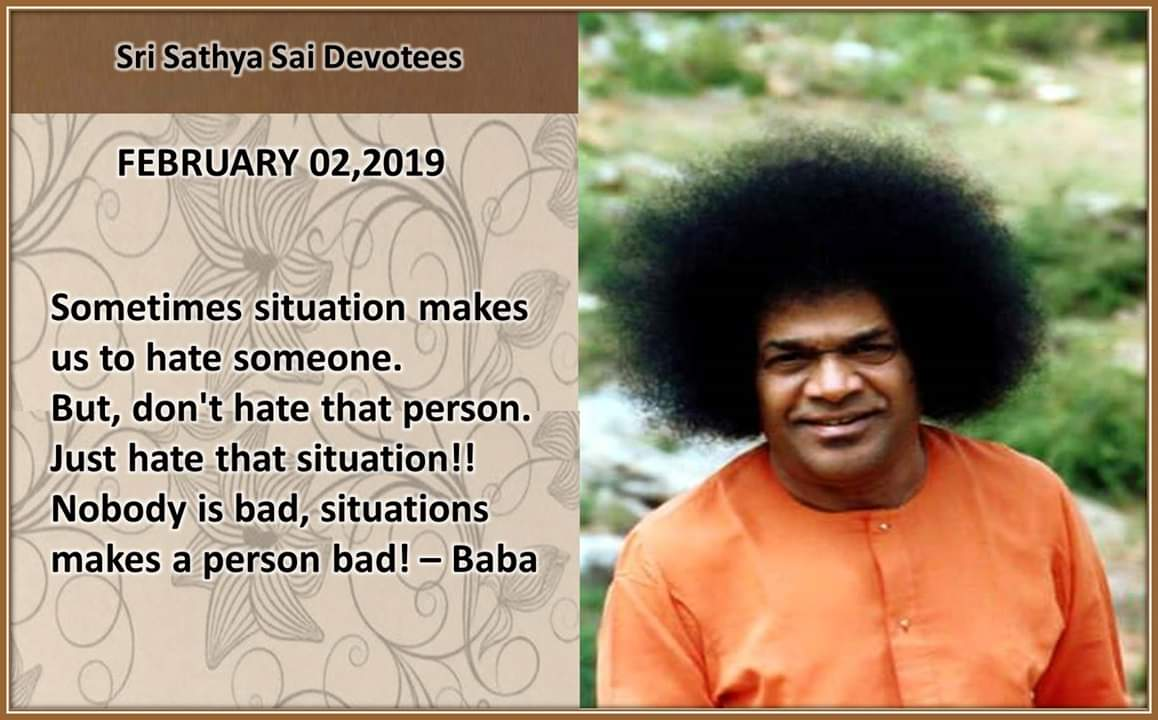 Sri Sathya Sai Devotees
FEBRUARY 02,2019
Sometimes situation makes
us to hate someone.
But, don't hate that person.
Just hate that situation!!
Nobody is bad, situations
makes a person bad! – Baba